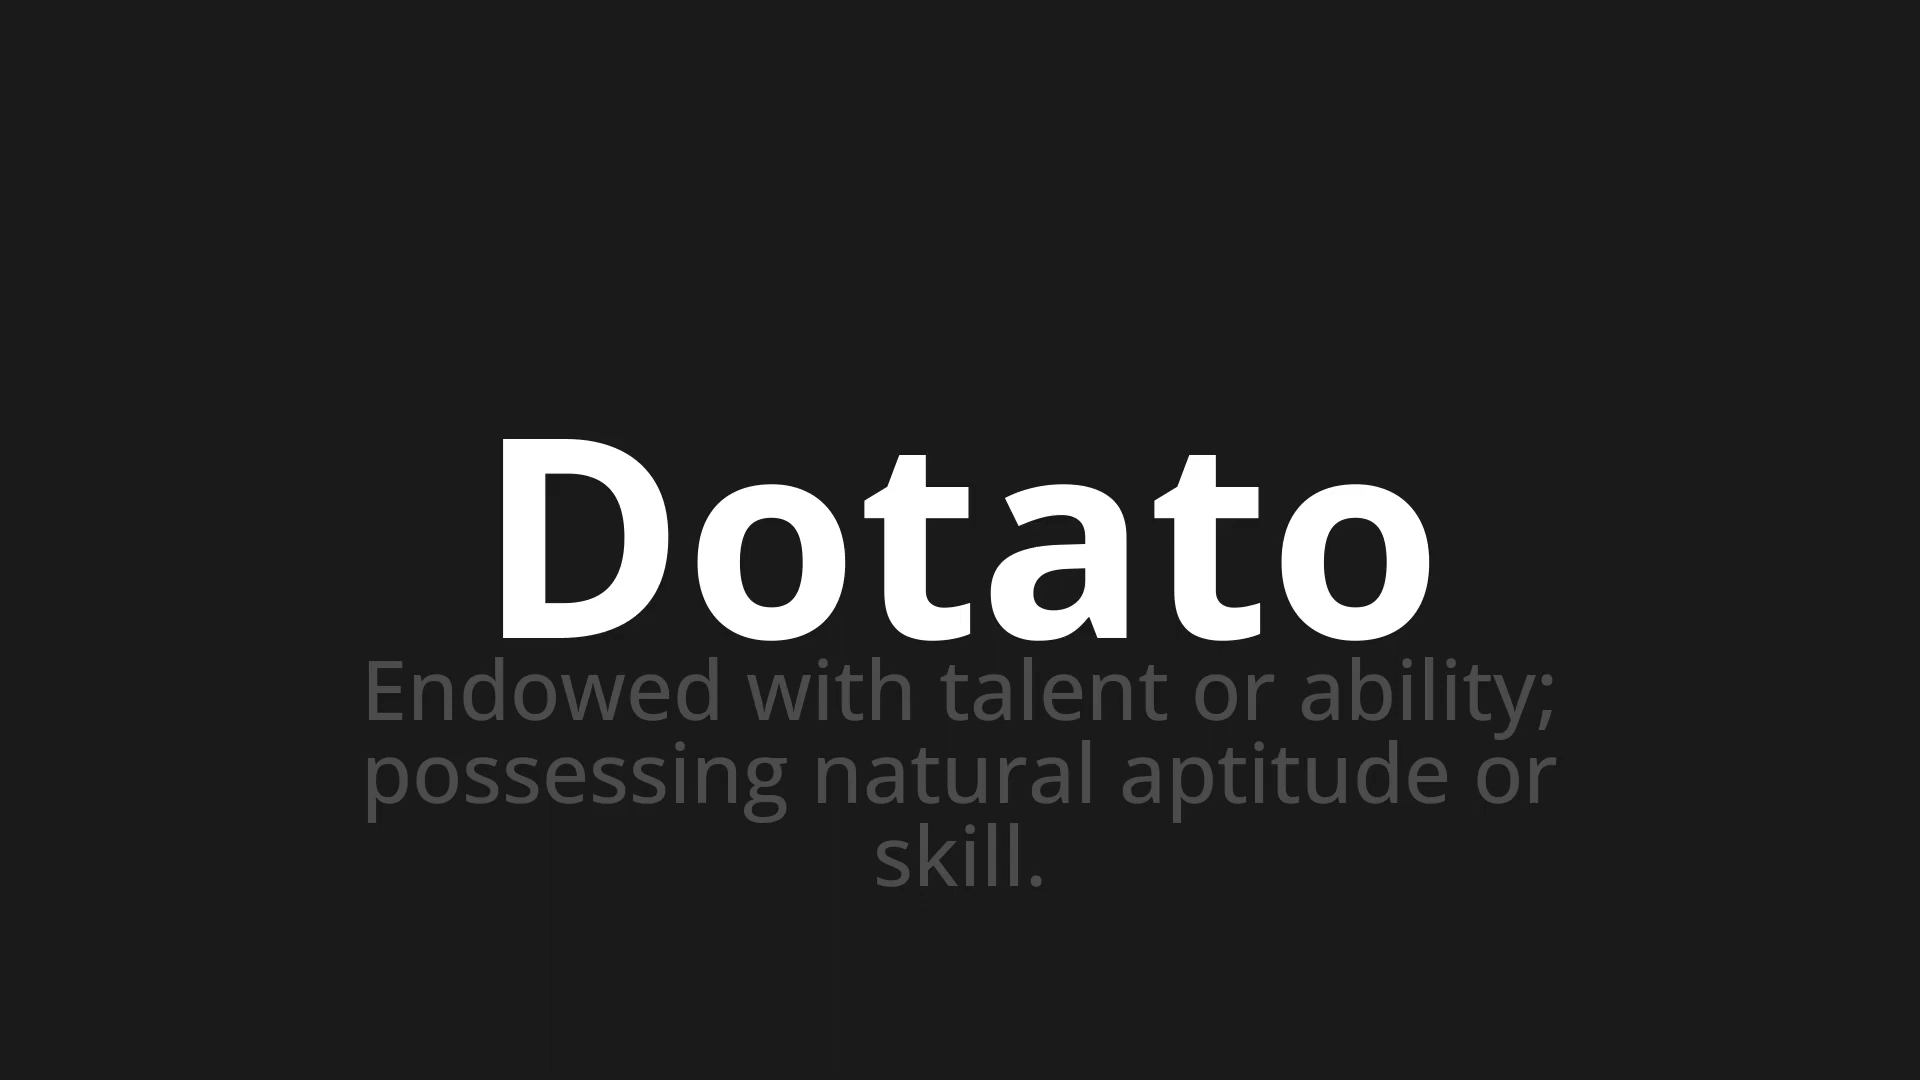 Dotato
Endowed with talent or ability;
possessing natural aptitude or
skill.